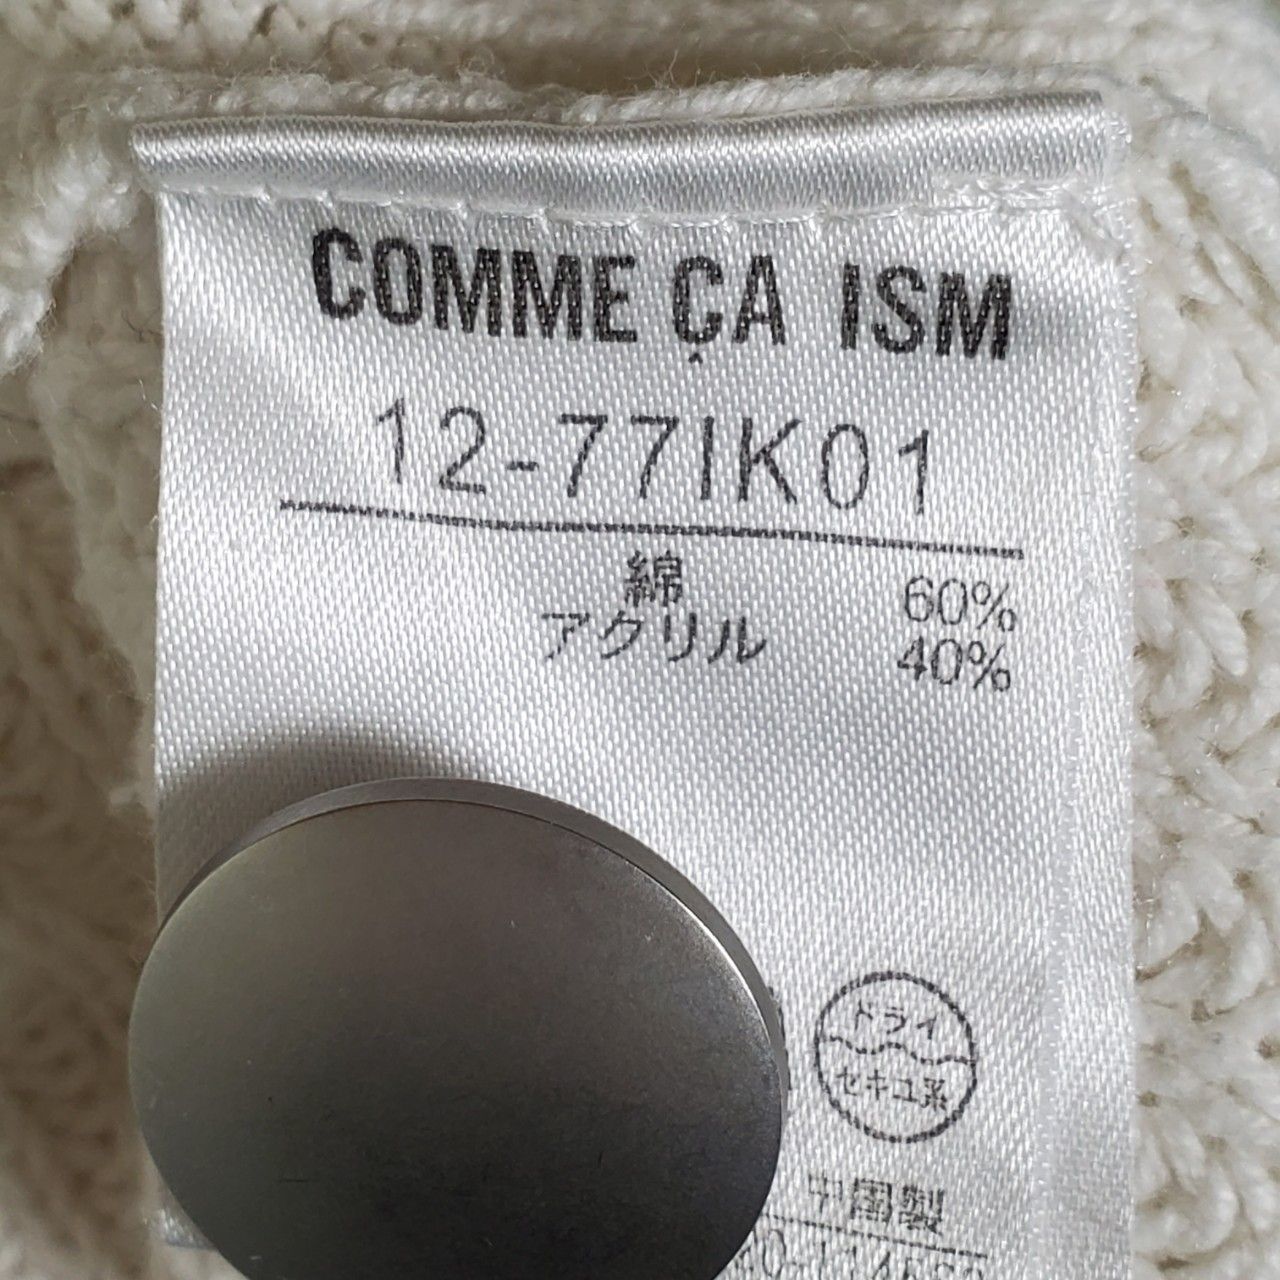 COMME ÇA ISM
12-77IK01
綿 60%
アクリル 40%
ドライ
セキユ系
中国製